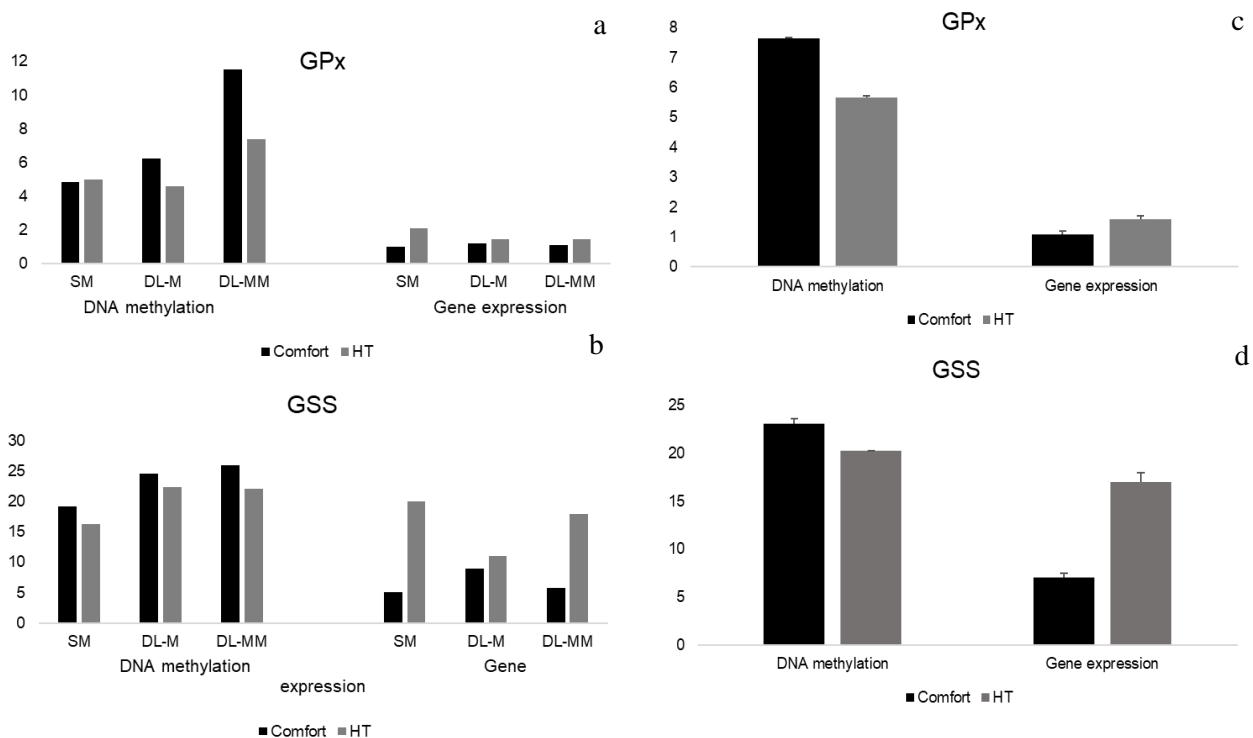 a
GPx
12
10
8
6
4
2
0
SM DL-M DL-MM SM DL-M DL-MM
DNA methylation Gene expression
Comfort HT
b
GSS
30
25
20
15
10
5
0
SM DL-M DL-MM SM DL-M DL-MM
DNA methylation Gene
expression
Comfort HT
c
GPx
8
7
6
5
4
3
2
1
0
DNA methylation Gene expression
Comfort HT
d
GSS
25
20
15
10
5
0
DNA methylation Gene expression
Comfort HT